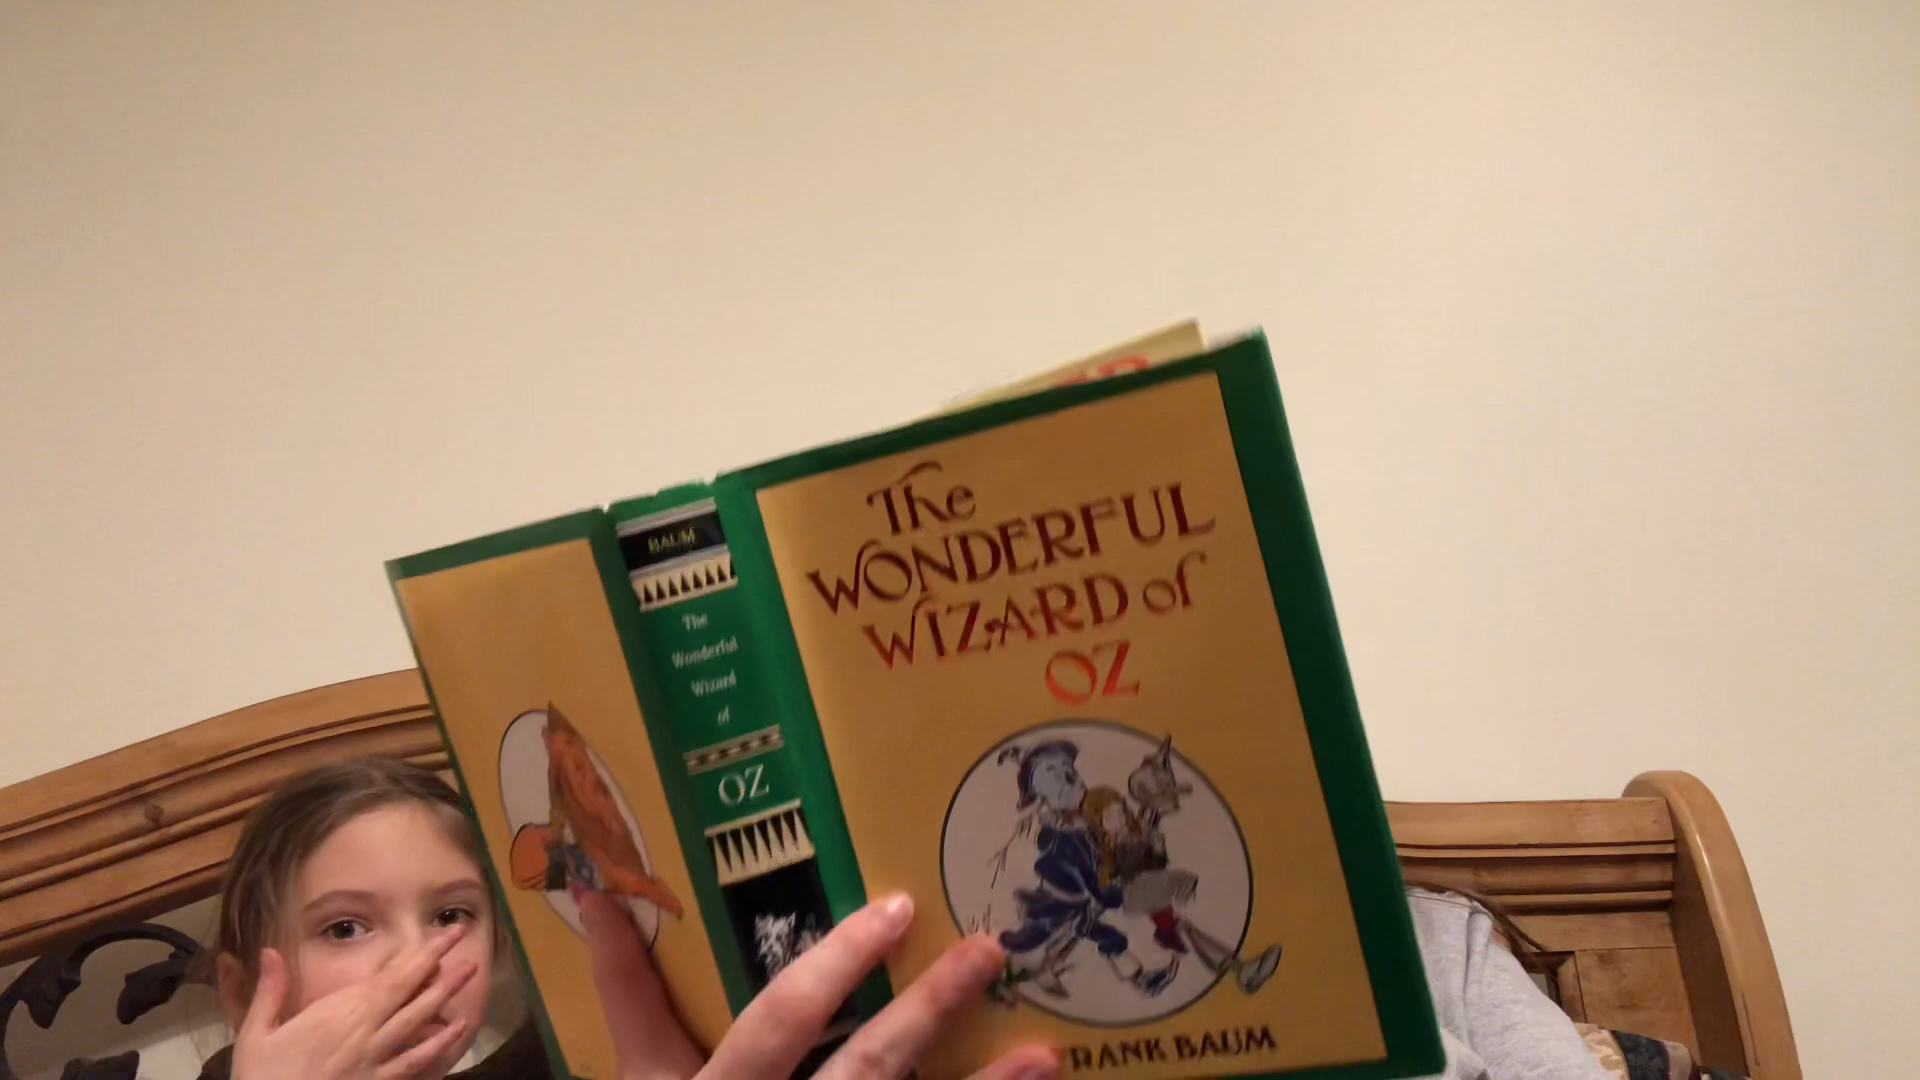 BAUM
The
Wonderful
Wizard
of
OZ
The
WONDERFUL
WIZARD of
OZ
FRANK BAUM